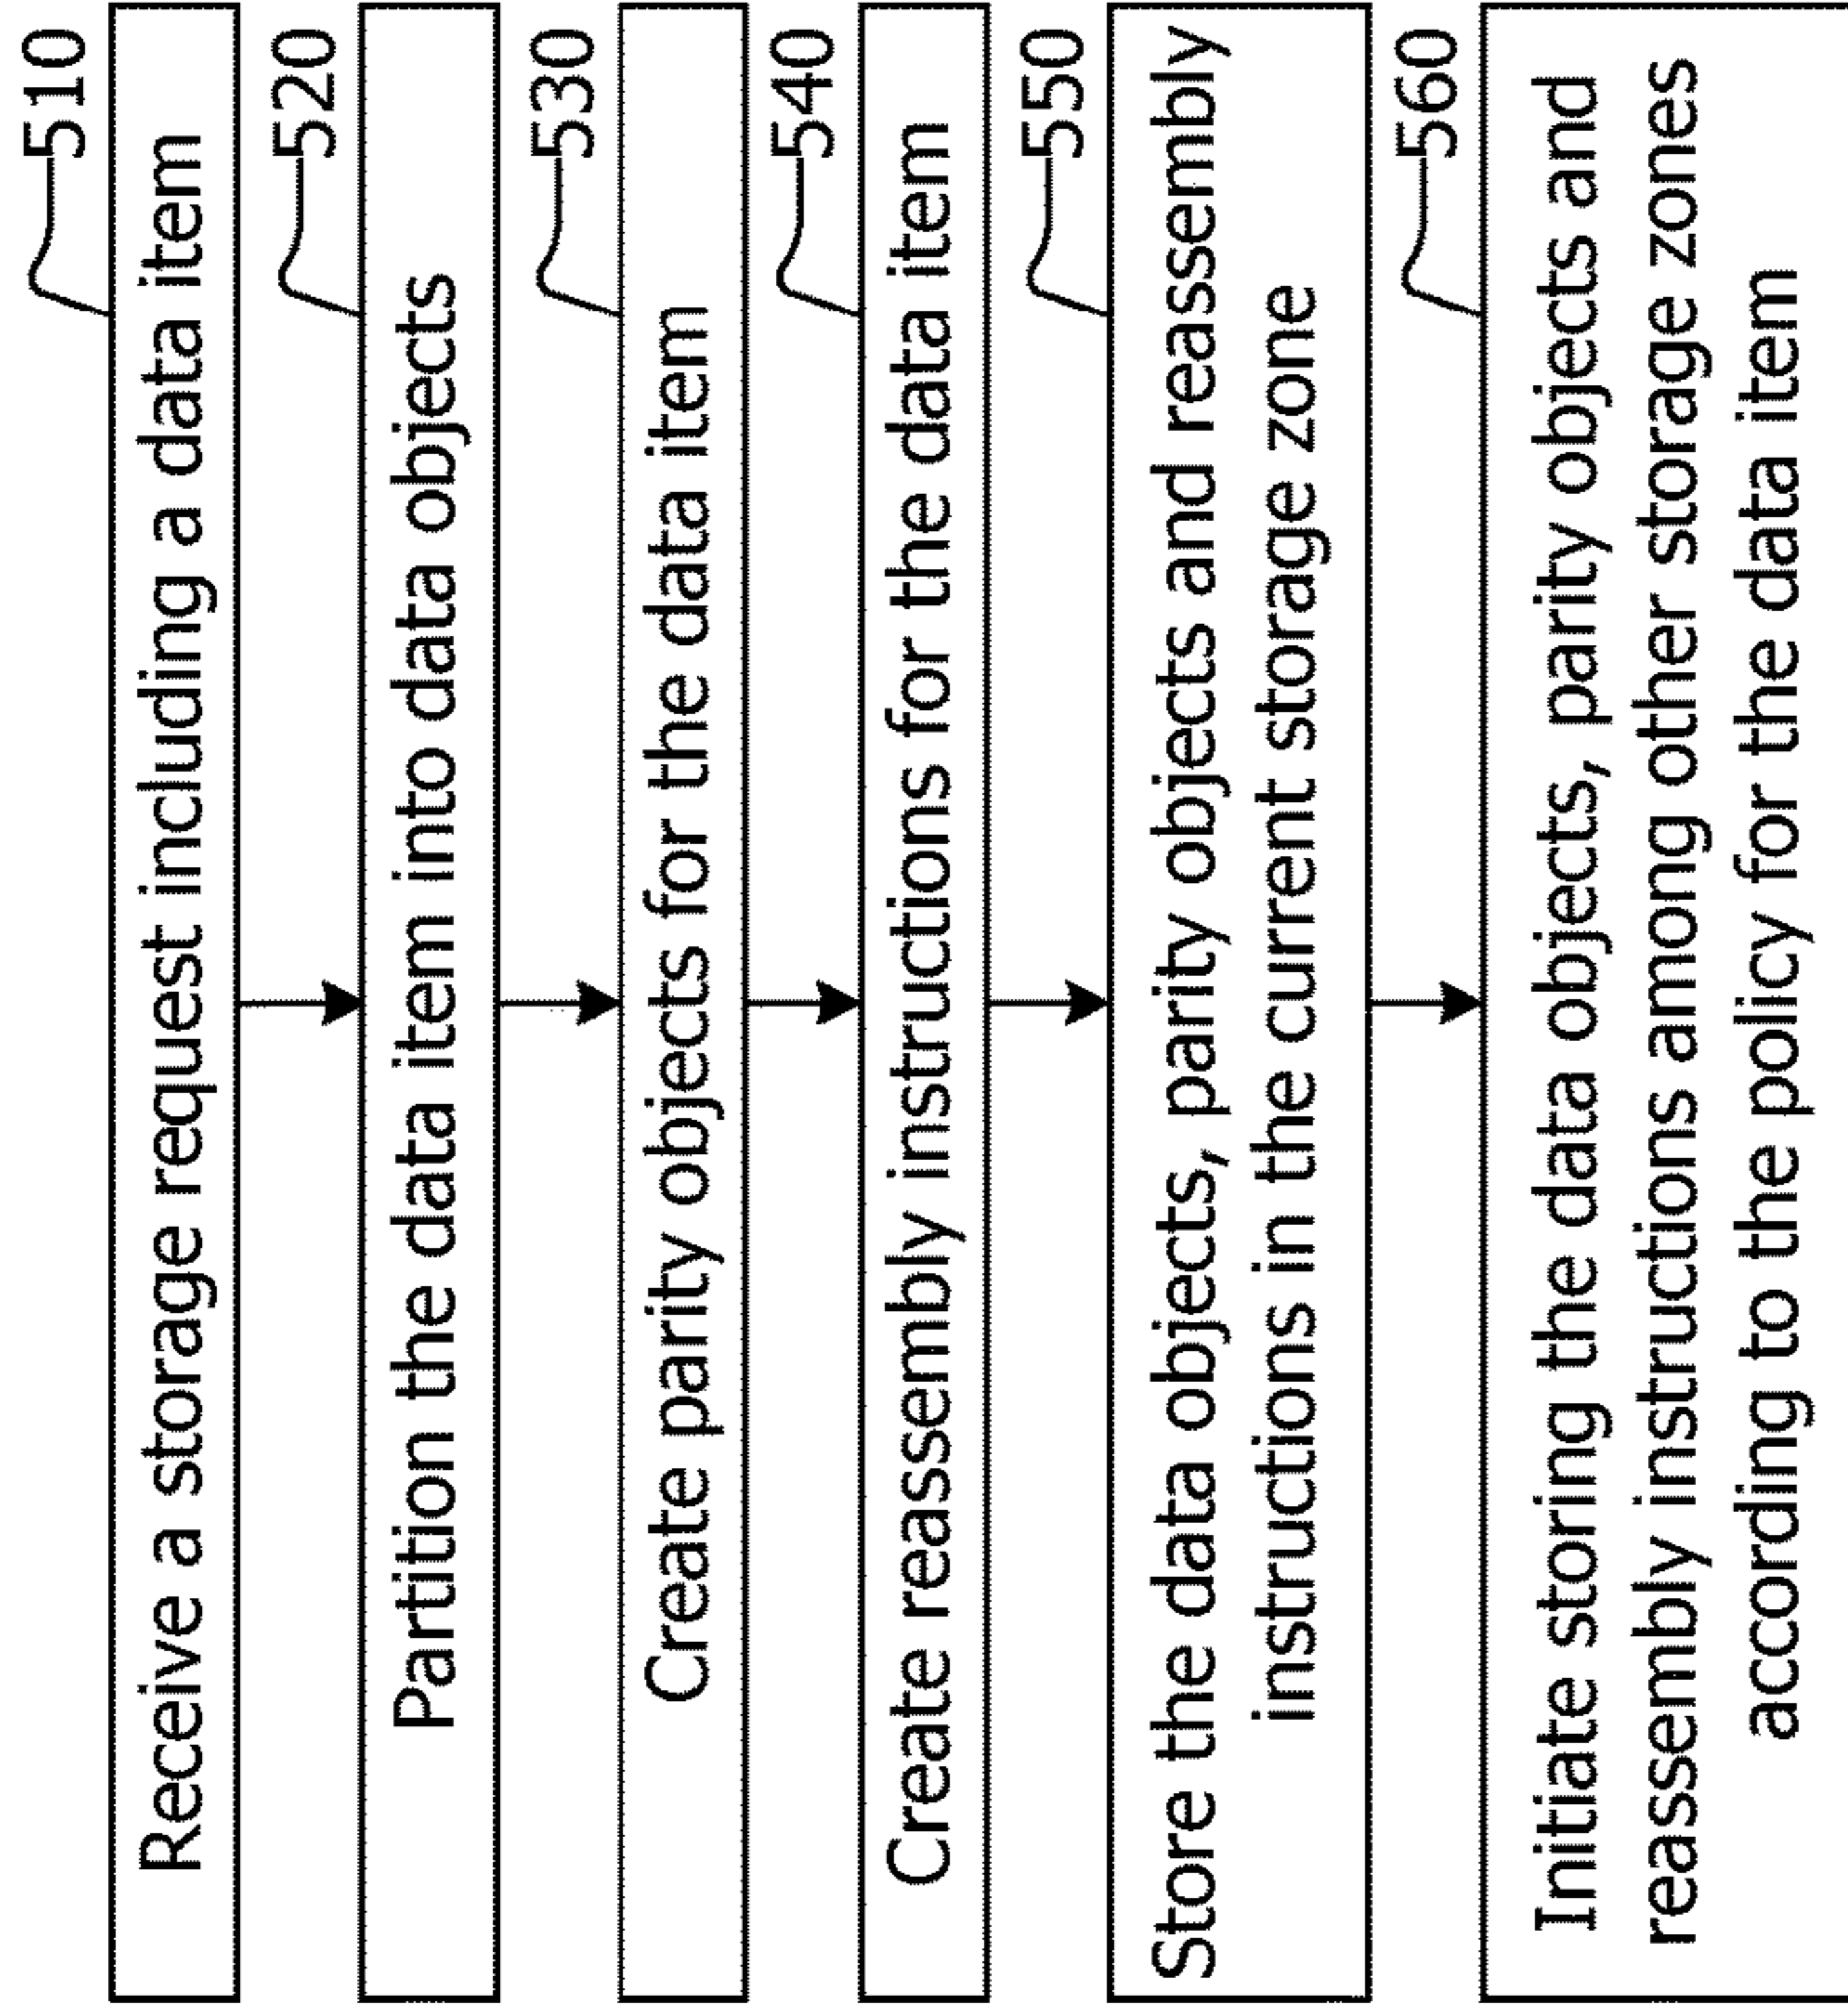 510
Receive a storage request including a data item
520
Partition the data item into data objects
530
Create parity objects for the data item
540
Create reassembly instructions for the data item
550
Store the data objects, parity objects and reassembly
instructions in the current storage zone
560
Initiate storing the data objects, parity objects and
reassembly instructions among other storage zones
according to the policy for the data item